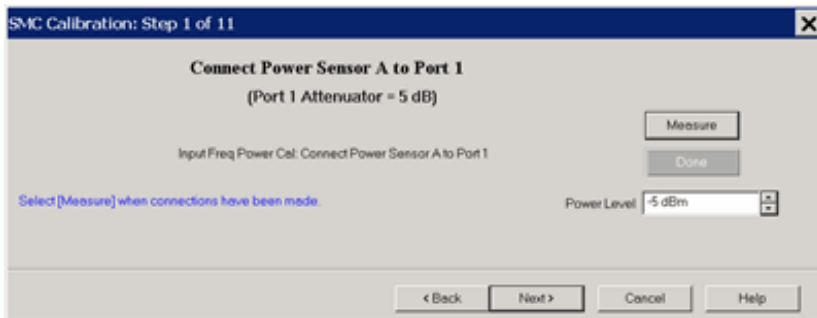 SMC Calibration: Step 1 of 11
Connect Power Sensor A to Port 1
(Port 1 Attenuator = 5 dB)
Measure
Input Freq Power Cal: Connect Power Sensor A to Port 1
Done
Select [Measure] when connections have been made.
Power Level -5 dBm
< Back Next > Cancel Help